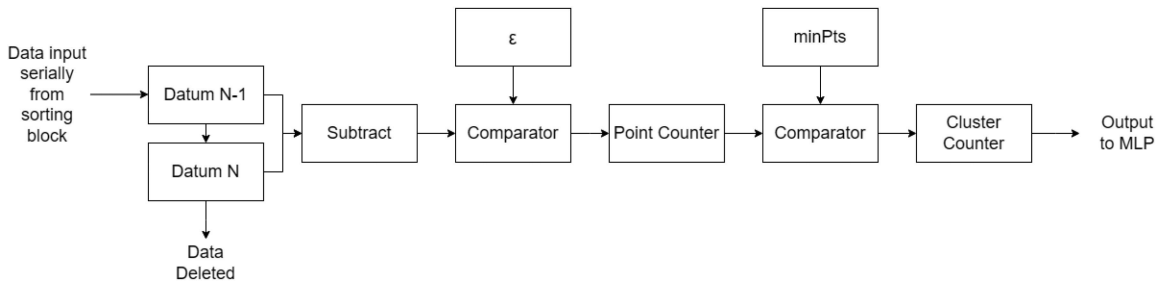 Data input
serially
from
sorting
block
Datum N-1
Datum N
Data
Deleted
Subtract
ε
Comparator
Point Counter
minPts
Comparator
Cluster
Counter
Output
to MLP